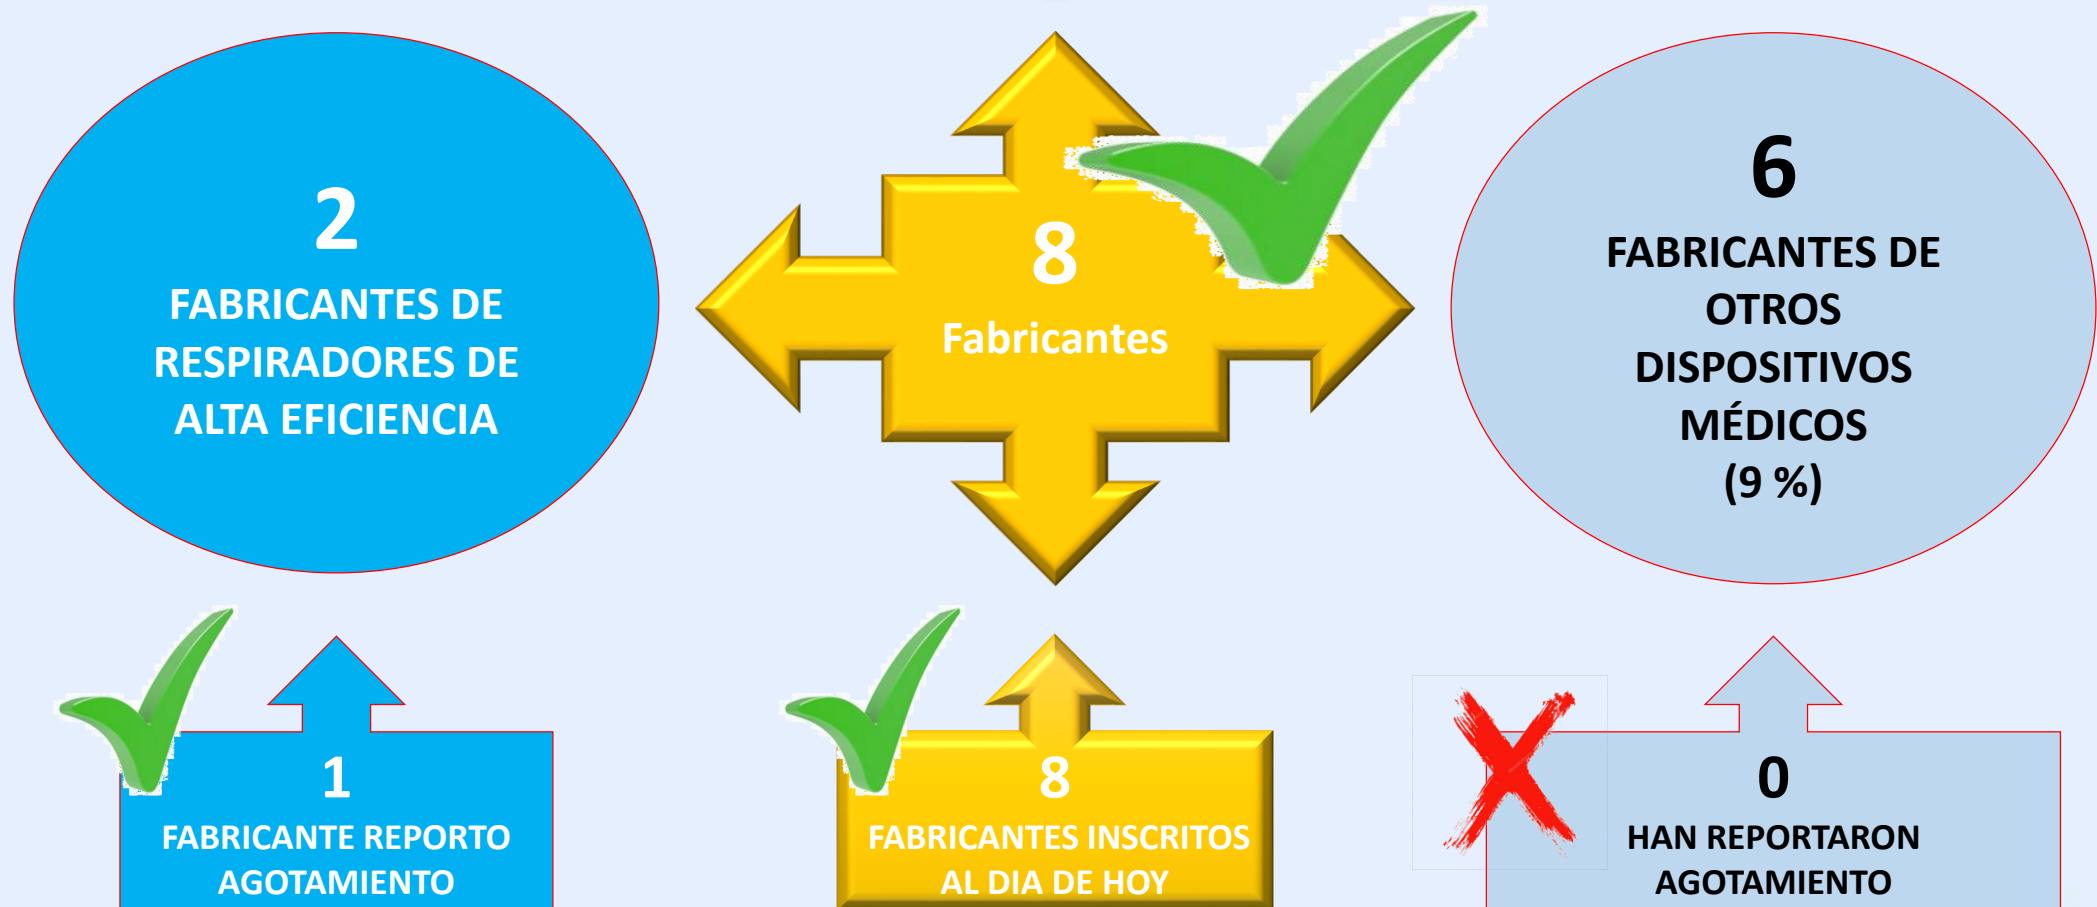 2
FABRICANTES DE
RESPIRADORES DE
ALTA EFICIENCIA
8
Fabricantes
6
FABRICANTES DE
OTROS
DISPOSITIVOS
MÉDICOS
(9 %)
1
FABRICANTE REPORTO
AGOTAMIENTO
8
FABRICANTES INSCRITOS
AL DIA DE HOY
0
HAN REPORTARON
AGOTAMIENTO